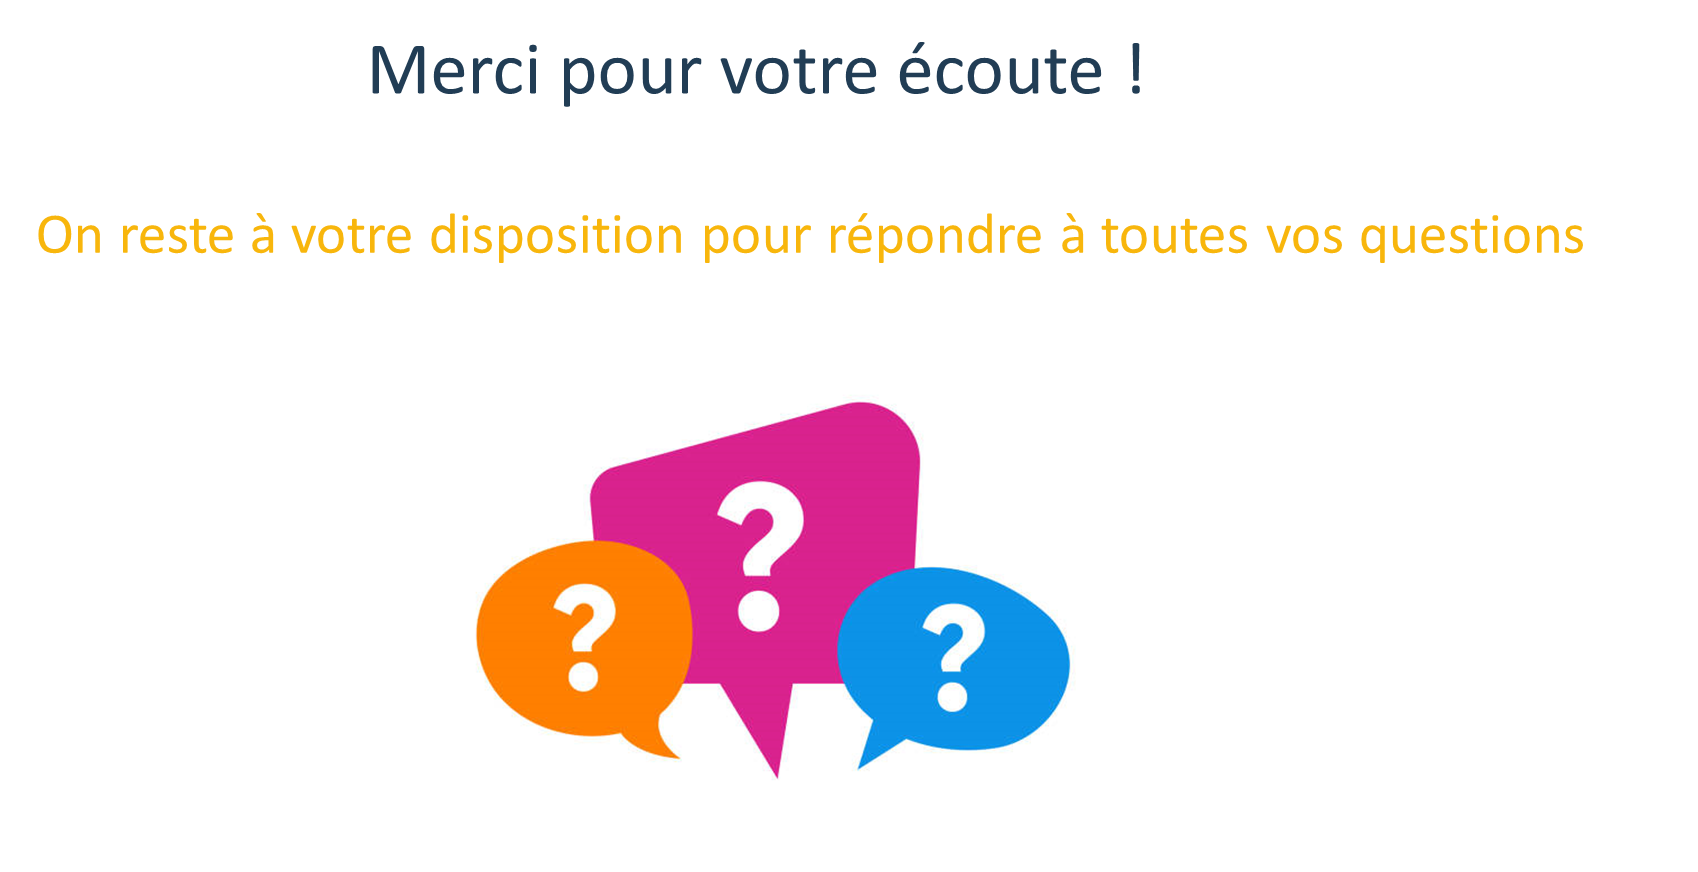 Merci pour votre écoute !
On reste à votre disposition pour répondre à toutes vos questions
?
? ?